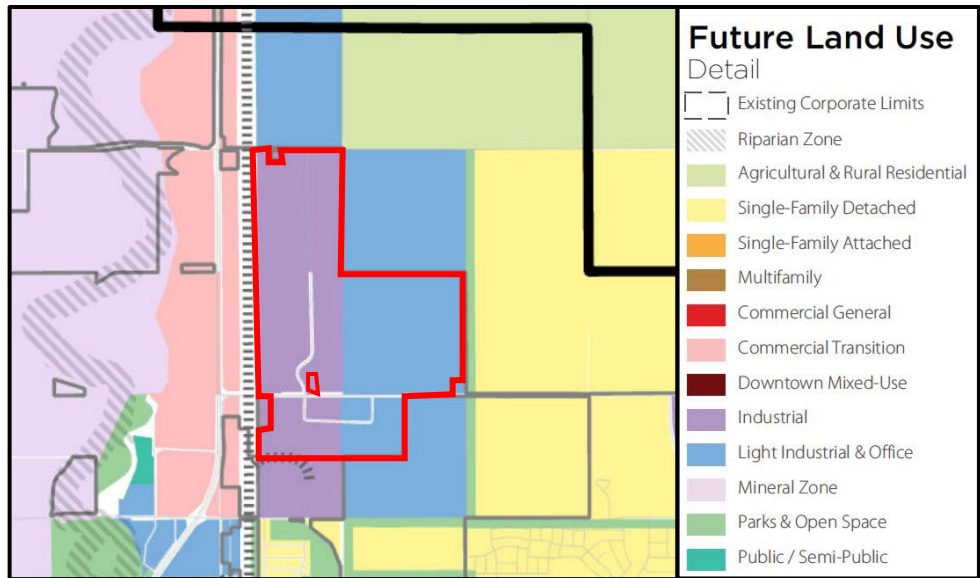 Future Land Use
Detail
Existing Corporate Limits
Riparian Zone
Agricultural & Rural Residential
Single-Family Detached
Single-Family Attached
Multifamily
Commercial General
Commercial Transition
Downtown Mixed-Use
Industrial
Light Industrial & Office
Mineral Zone
Parks & Open Space
Public / Semi-Public